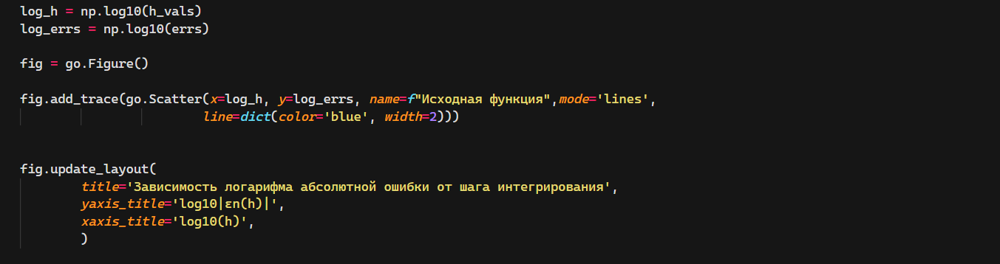 log_h = np.log10(h_vals)
log_errs = np.log10(errs)
fig = go.Figure()
fig.add_trace(go.Scatter(x=log_h, y=log_errs, name=f"Исходная функция",mode='lines',
line=dict(color='blue', width=2)))
fig.update_layout(
title='Зависимость логарифма абсолютной ошибки от шага интегрирования',
yaxis_title='log10|εn(h)|',
xaxis_title='log10(h)',
)